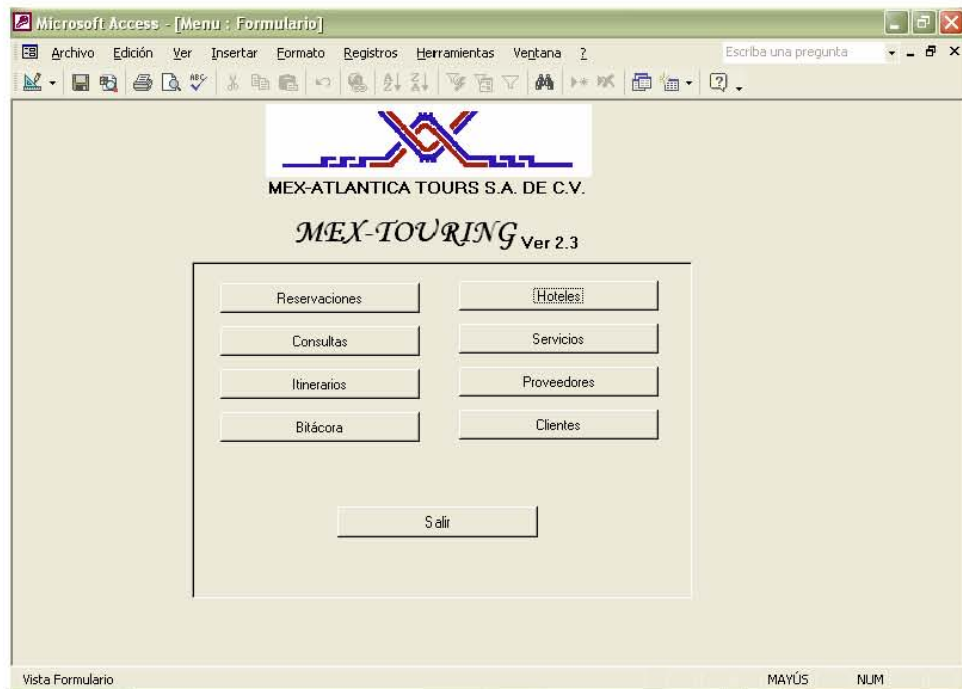 Microsoft Access - [Menu : Formulario]
Archivo Edición Ver Insertar Formato Registros Herramientas Ventana ? Escriba una pregunta
MEX-ATLANTICA TOURS S.A. DE C.V.
MEX-TOURING Ver 2.3
Reservaciones Hoteles
Consultas Servicios
Itinerarios Proveedores
Bitácora Clientes
Salir
Vista Formulario MAYÚS NUM